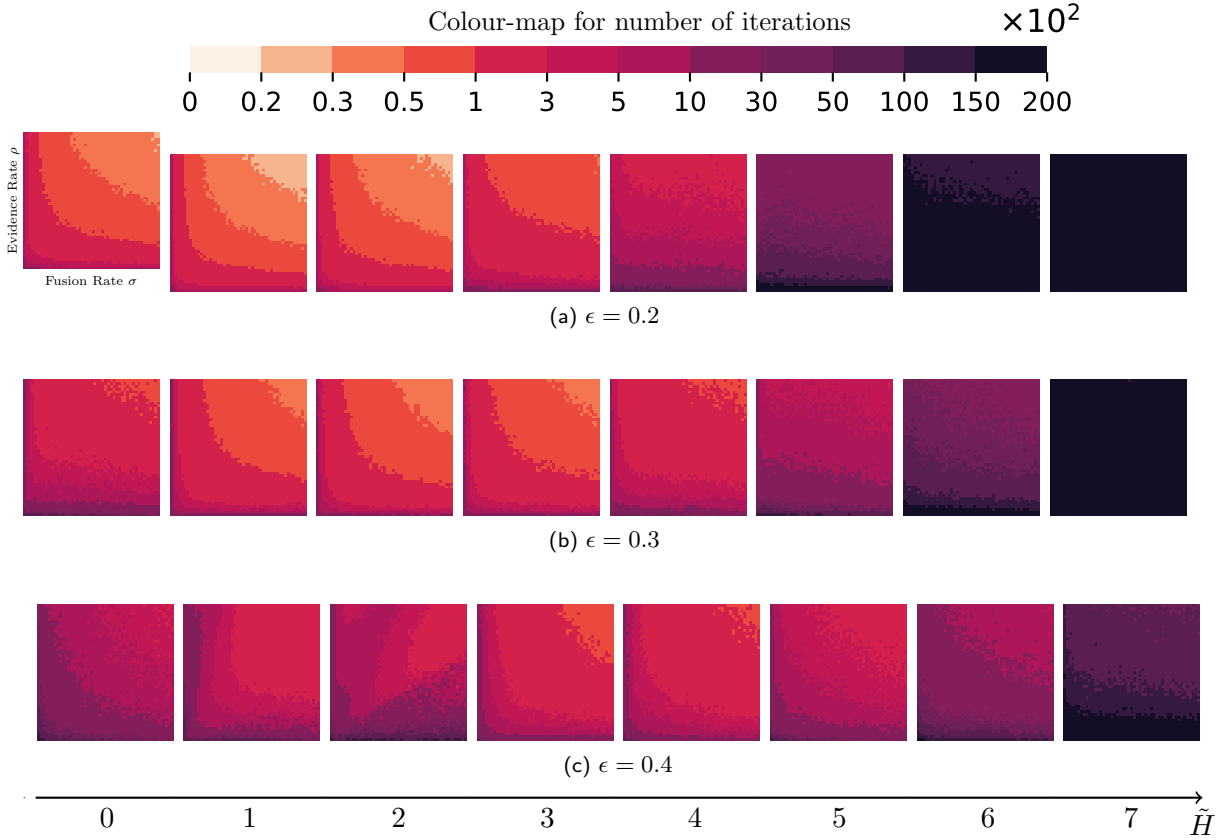 Colour-map for number of iterations ×10²
0 0.2 0.3 0.5 1 3 5 10 30 50 100 150 200
Evidence Rate ρ
Fusion Rate σ
(a) ϵ = 0.2
(b) ϵ = 0.3
(c) ϵ = 0.4
0 1 2 3 4 5 6 7 H̃